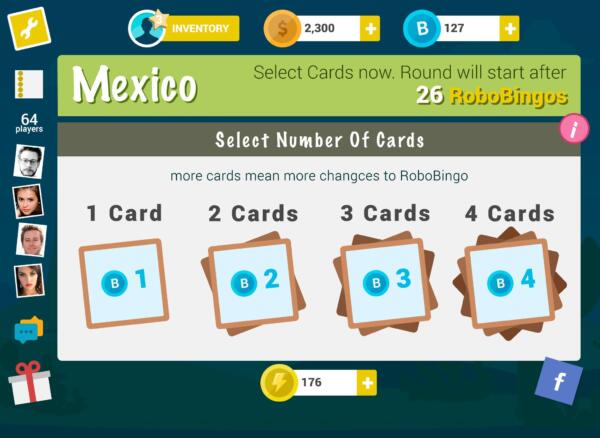 INVENTORY
$
2,300
+
B
127
+
Mexico
Select Cards now. Round will start after
26 RoboBingos
64
players
i
Select Number Of Cards
more cards mean more changces to RoboBingo
1 Card
2 Cards
3 Cards
4 Cards
B 1
B 2
B 3
B 4
176
+
f